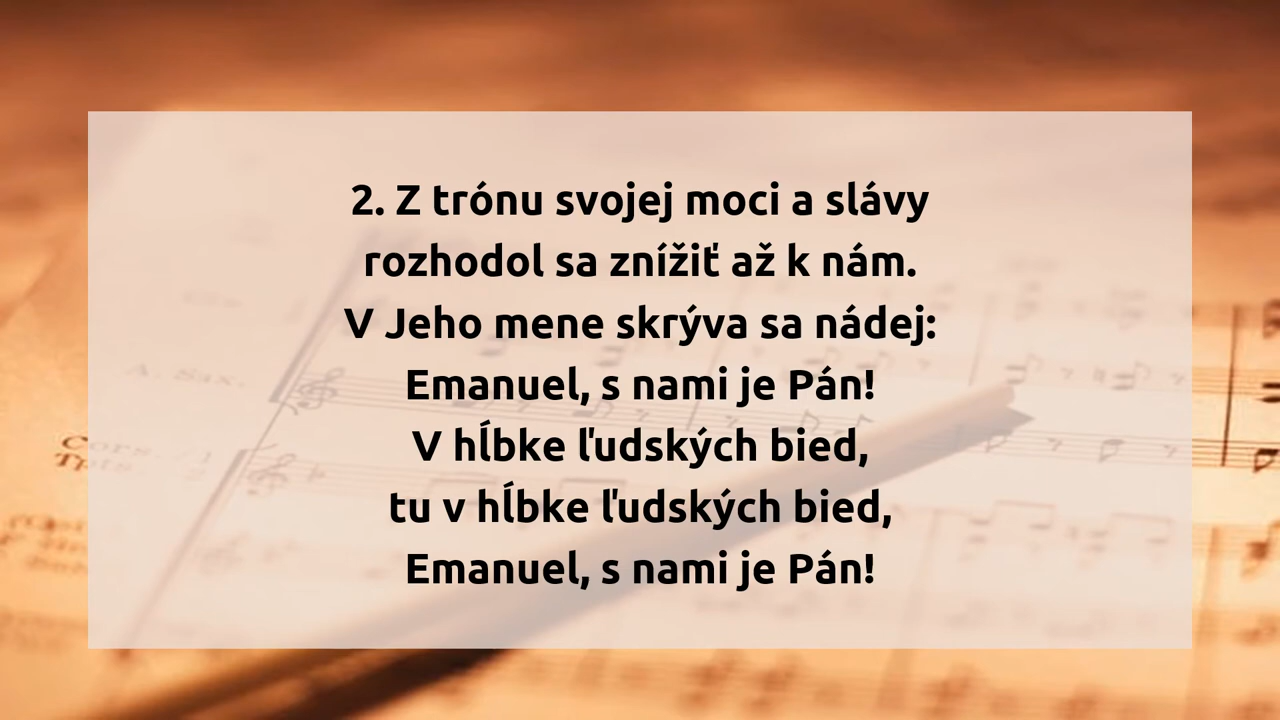 2. Z trónu svojej moci a slávy
rozhodol sa znížiť až k nám.
V Jeho mene skrýva sa nádej:
Emanuel, s nami je Pán!
V hĺbke ľudských bied,
tu v hĺbke ľudských bied,
Emanuel, s nami je Pán!
A. Sax.